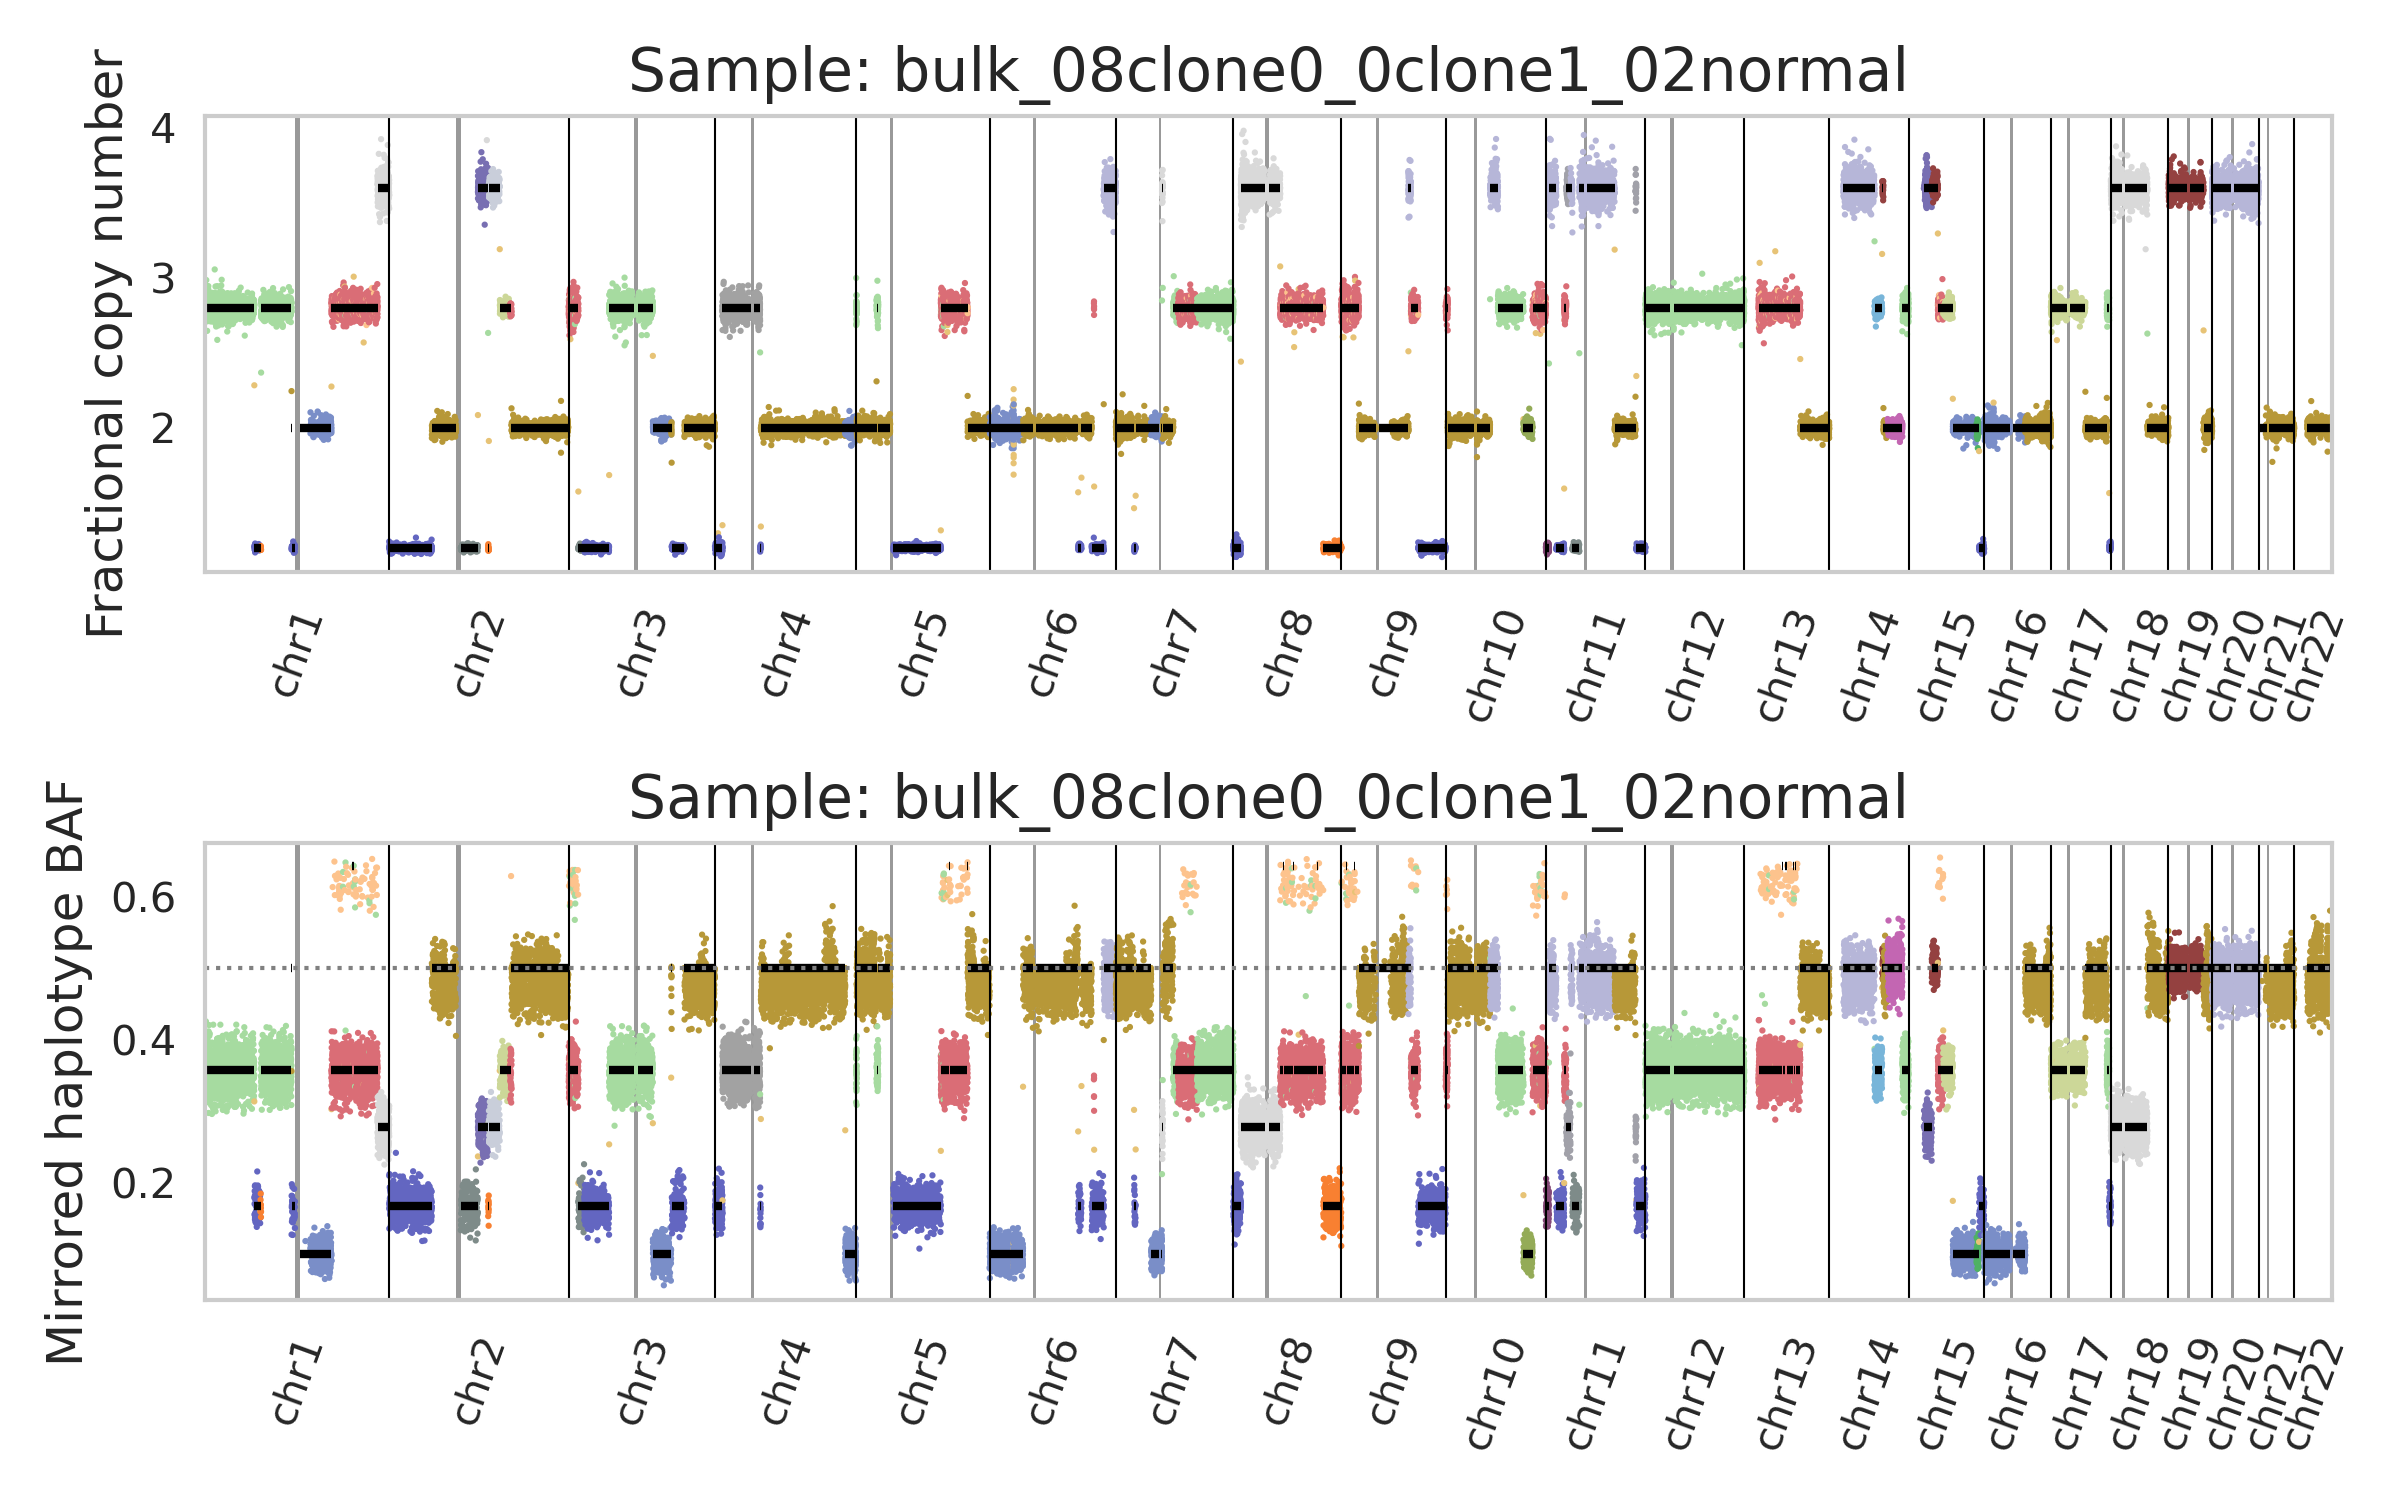 Sample: bulk_08clone0_0clone1_02normal
Fractional copy number
4
3
2
chr1
chr2
chr3
chr4
chr5
chr6
chr7
chr8
chr9
chr10
chr11
chr12
chr13
chr14
chr15
chr16
chr17
chr18
chr19
chr20
chr21
chr22
Sample: bulk_08clone0_0clone1_02normal
Mirrored haplotype BAF
0.6
0.4
0.2
chr1
chr2
chr3
chr4
chr5
chr6
chr7
chr8
chr9
chr10
chr11
chr12
chr13
chr14
chr15
chr16
chr17
chr18
chr19
chr20
chr21
chr22